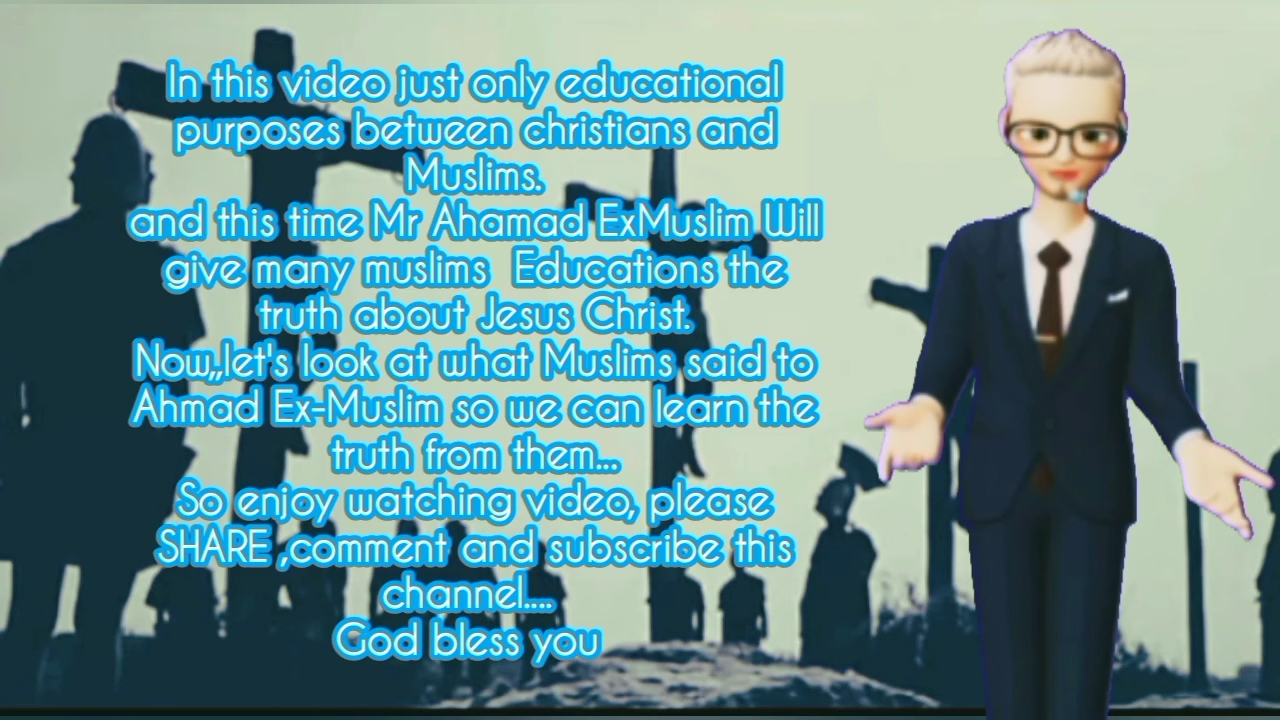 In this video just only educational
purposes between christians and
Muslims.
and this time Mr Ahamad ExMuslim Will
give many muslims Educations the
truth about Jesus Christ.
Now,,let's look at what Muslims said to
Ahmad Ex-Muslim so we can learn the
truth from them...
So enjoy watching video, please
SHARE ,comment and subscribe this
channel....
God bless you